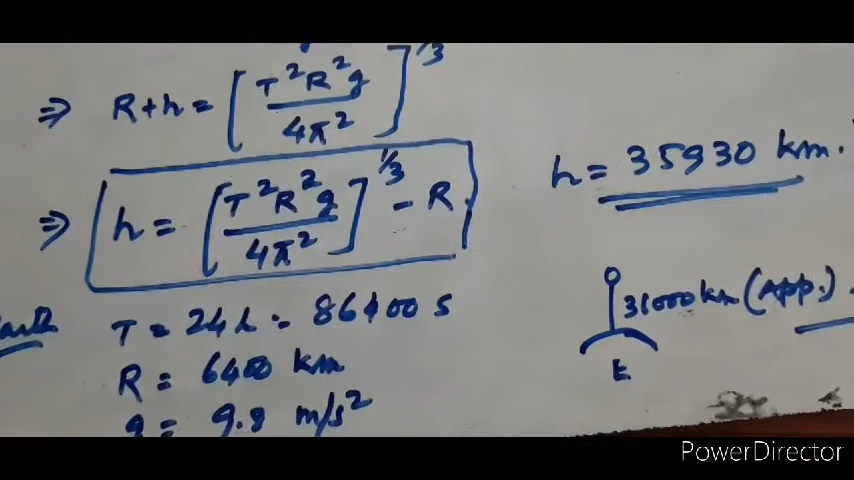 ⇒ R+h = [T²R²g / 4π²]^1/3
⇒ h = [T²R²g / 4π²]^1/3 - R.
h = 35930 km.
T = 24h = 86400 s
R = 6400 km
g = 9.8 m/s²
36000 km (App.).
E
PowerDirector